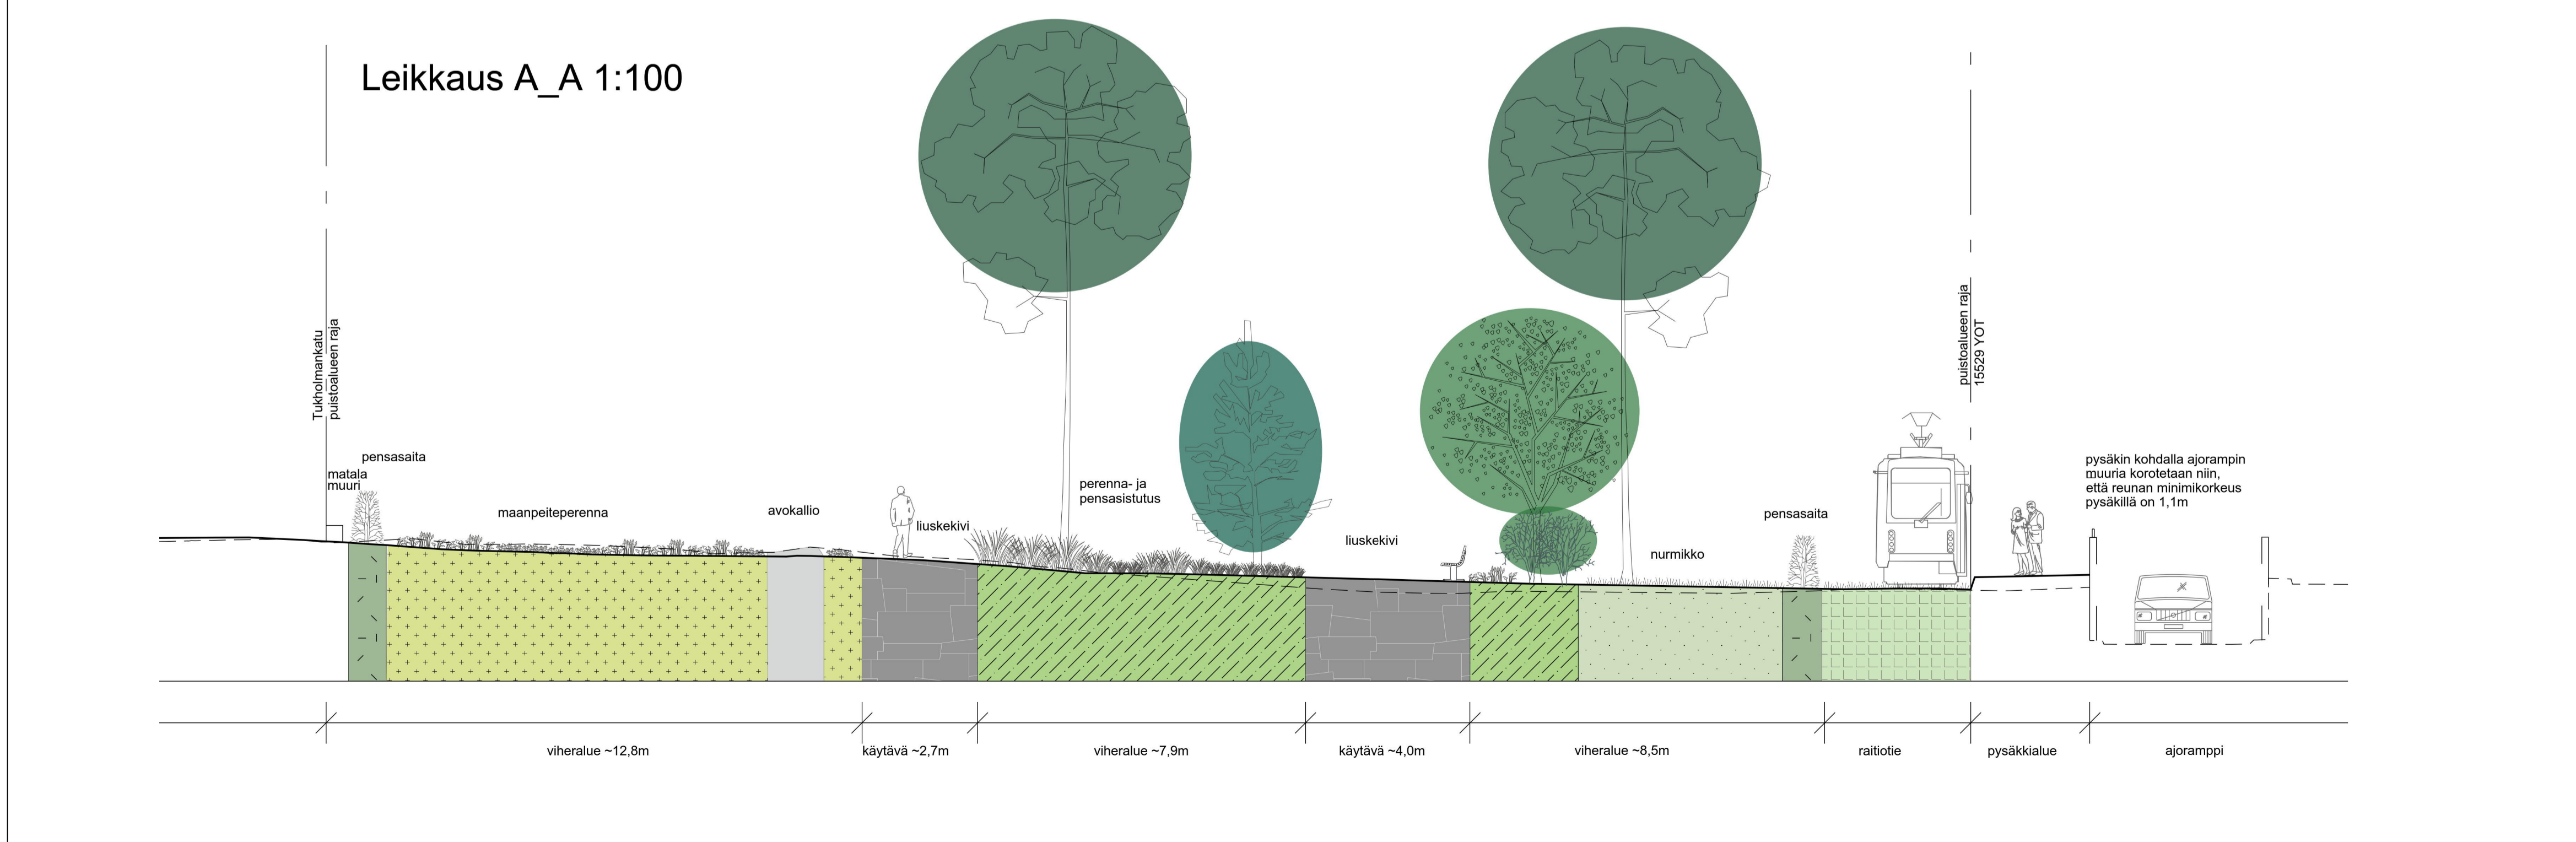 Leikkaus A_A 1:100
Tukholmankatu
puistoalueen raja
puistoalueen raja
15529 YOT
pensasaita
matala
muuri
maanpeiteperenna
avokallio
liuskekivi
perenna- ja
pensasistutus
liuskekivi
nurmikko
pensasaita
pysäkin kohdalla ajorampin
muuria korotetaan niin,
että reunan minimikorkeus
pysäkillä on 1,1m
viheralue ~12,8m
käytävä ~2,7m
viheralue ~7,9m
käytävä ~4,0m
viheralue ~8,5m
raitiotie
pysäkkialue
ajoramppi